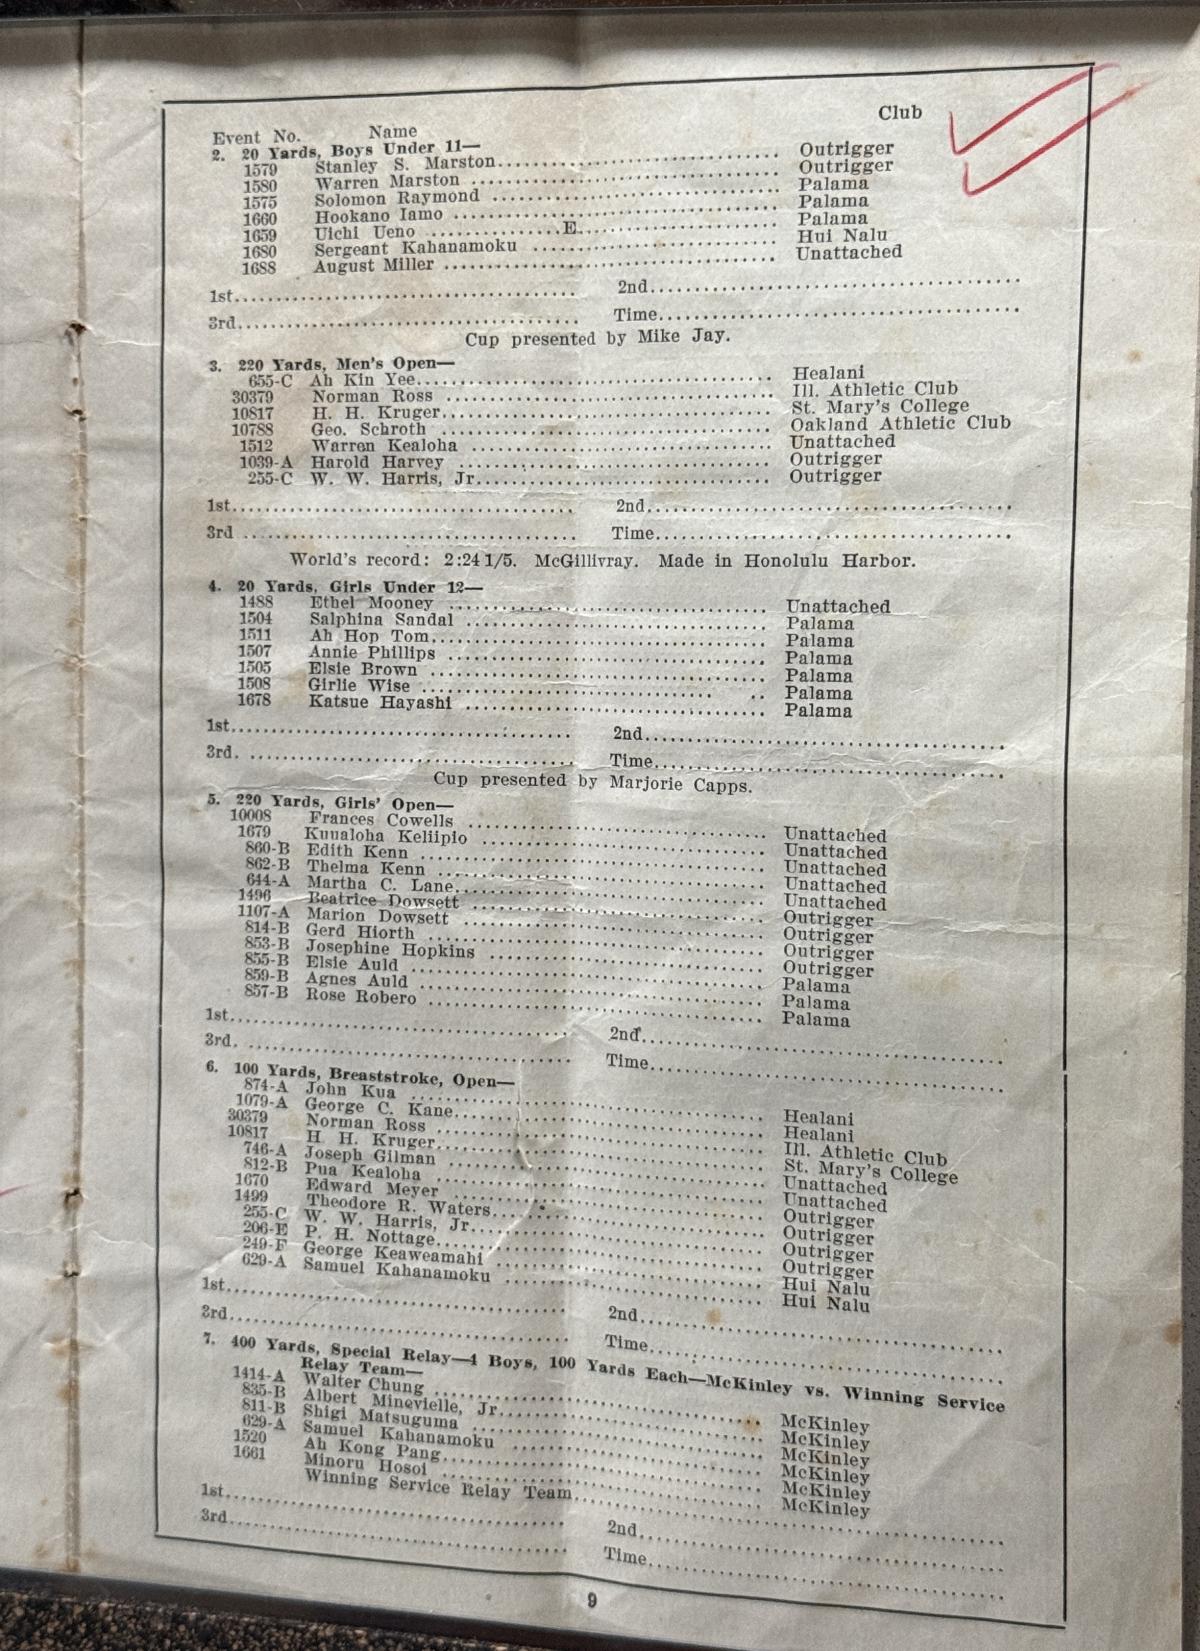 Event No. Name Club
2. 20 Yards, Boys Under 11—
1579 Stanley S. Marston Outrigger
1580 Warren Marston Outrigger
1575 Solomon Raymond Palama
1660 Hookano Iamo Palama
1659 Uichi Ueno E Palama
1680 Sergeant Kahanamoku Hui Nalu
1688 August Miller Unattached
1st 2nd
3rd Time
Cup presented by Mike Jay.
3. 220 Yards, Men's Open—
655-C Ah Kin Yee Healani
30379 Norman Ross Ill. Athletic Club
10817 H. H. Kruger St. Mary's College
10788 Geo. Schroth Oakland Athletic Club
1512 Warren Kealoha Unattached
1039-A Harold Harvey Outrigger
255-C W. W. Harris, Jr. Outrigger
1st 2nd
3rd Time
World's record: 2:24 1/5. McGillivray. Made in Honolulu Harbor.
4. 20 Yards, Girls Under 12—
1488 Ethel Mooney Unattached
1504 Salphina Sandal Palama
1511 Ah Hop Tom Palama
1507 Annie Phillips Palama
1505 Elsie Brown Palama
1508 Girlie Wise Palama
1678 Katsue Hayashi Palama
1st 2nd
3rd. Time
Cup presented by Marjorie Capps.
5. 220 Yards, Girls' Open—
10008 Frances Cowells Unattached
1679 Kuualoha Keliipio Unattached
860-B Edith Kenn Unattached
862-B Thelma Kenn Unattached
644-A Martha C. Lane Unattached
1496 Beatrice Dowsett Outrigger
1107-A Marion Dowsett Outrigger
814-B Gerd Hiorth Outrigger
853-B Josephine Hopkins Outrigger
855-B Elsie Auld Palama
859-B Agnes Auld Palama
857-B Rose Robero Palama
1st 2nd
3rd. Time
6. 100 Yards, Breaststroke, Open—
874-A John Kua Healani
1079-A George C. Kane Healani
30379 Norman Ross Ill. Athletic Club
10817 H. H. Kruger St. Mary's College
746-A Joseph Gilman Unattached
812-B Pua Kealoha Unattached
1670 Edward Meyer Outrigger
1499 Theodore R. Waters Outrigger
255-C W. W. Harris, Jr. Outrigger
206-E P. H. Nottage Outrigger
249-F George Keaweamahi Hui Nalu
629-A Samuel Kahanamoku Hui Nalu
1st 2nd
3rd Time
7. 400 Yards, Special Relay—4 Boys, 100 Yards Each—McKinley vs. Winning Service
Relay Team—
1414-A Walter Chung McKinley
835-B Albert Minevielle, Jr. McKinley
811-B Shigi Matsuguma McKinley
629-A Samuel Kahanamoku McKinley
1520 Ah Kong Pang McKinley
1661 Minoru Hosoi McKinley
Winning Service Relay Team
1st 2nd
3rd Time
9